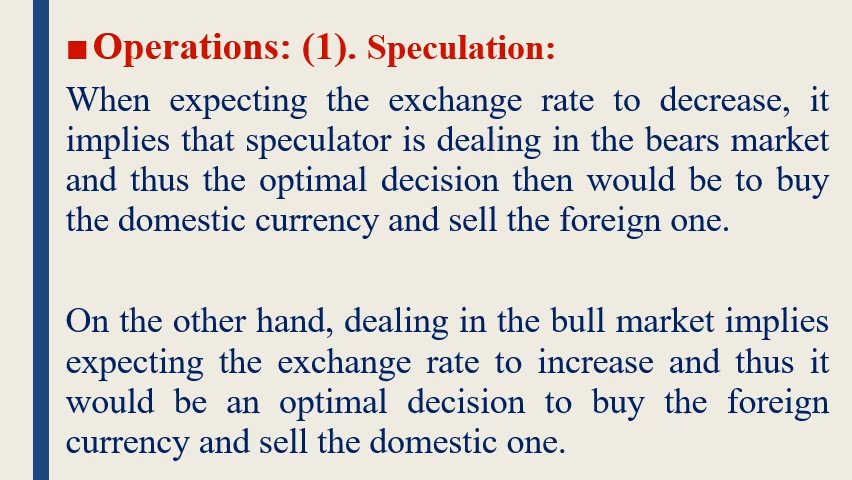 ■ Operations: (1). Speculation:
When expecting the exchange rate to decrease, it
implies that speculator is dealing in the bears market
and thus the optimal decision then would be to buy
the domestic currency and sell the foreign one.
On the other hand, dealing in the bull market implies
expecting the exchange rate to increase and thus it
would be an optimal decision to buy the foreign
currency and sell the domestic one.